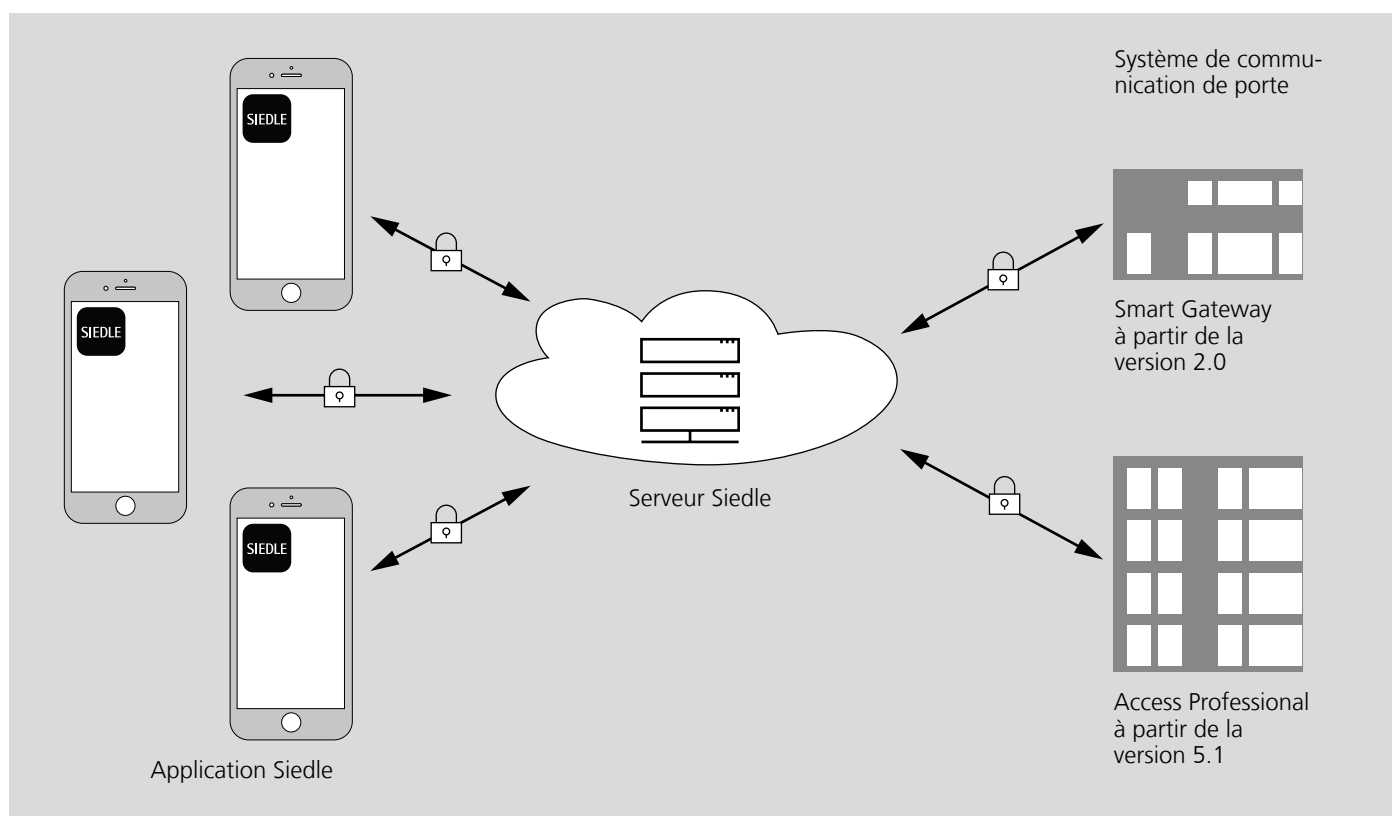 SIEDLE
SIEDLE
SIEDLE
Application Siedle
Serveur Siedle
Système de commu-
nication de porte
Smart Gateway
à partir de la
version 2.0
Access Professional
à partir de la
version 5.1